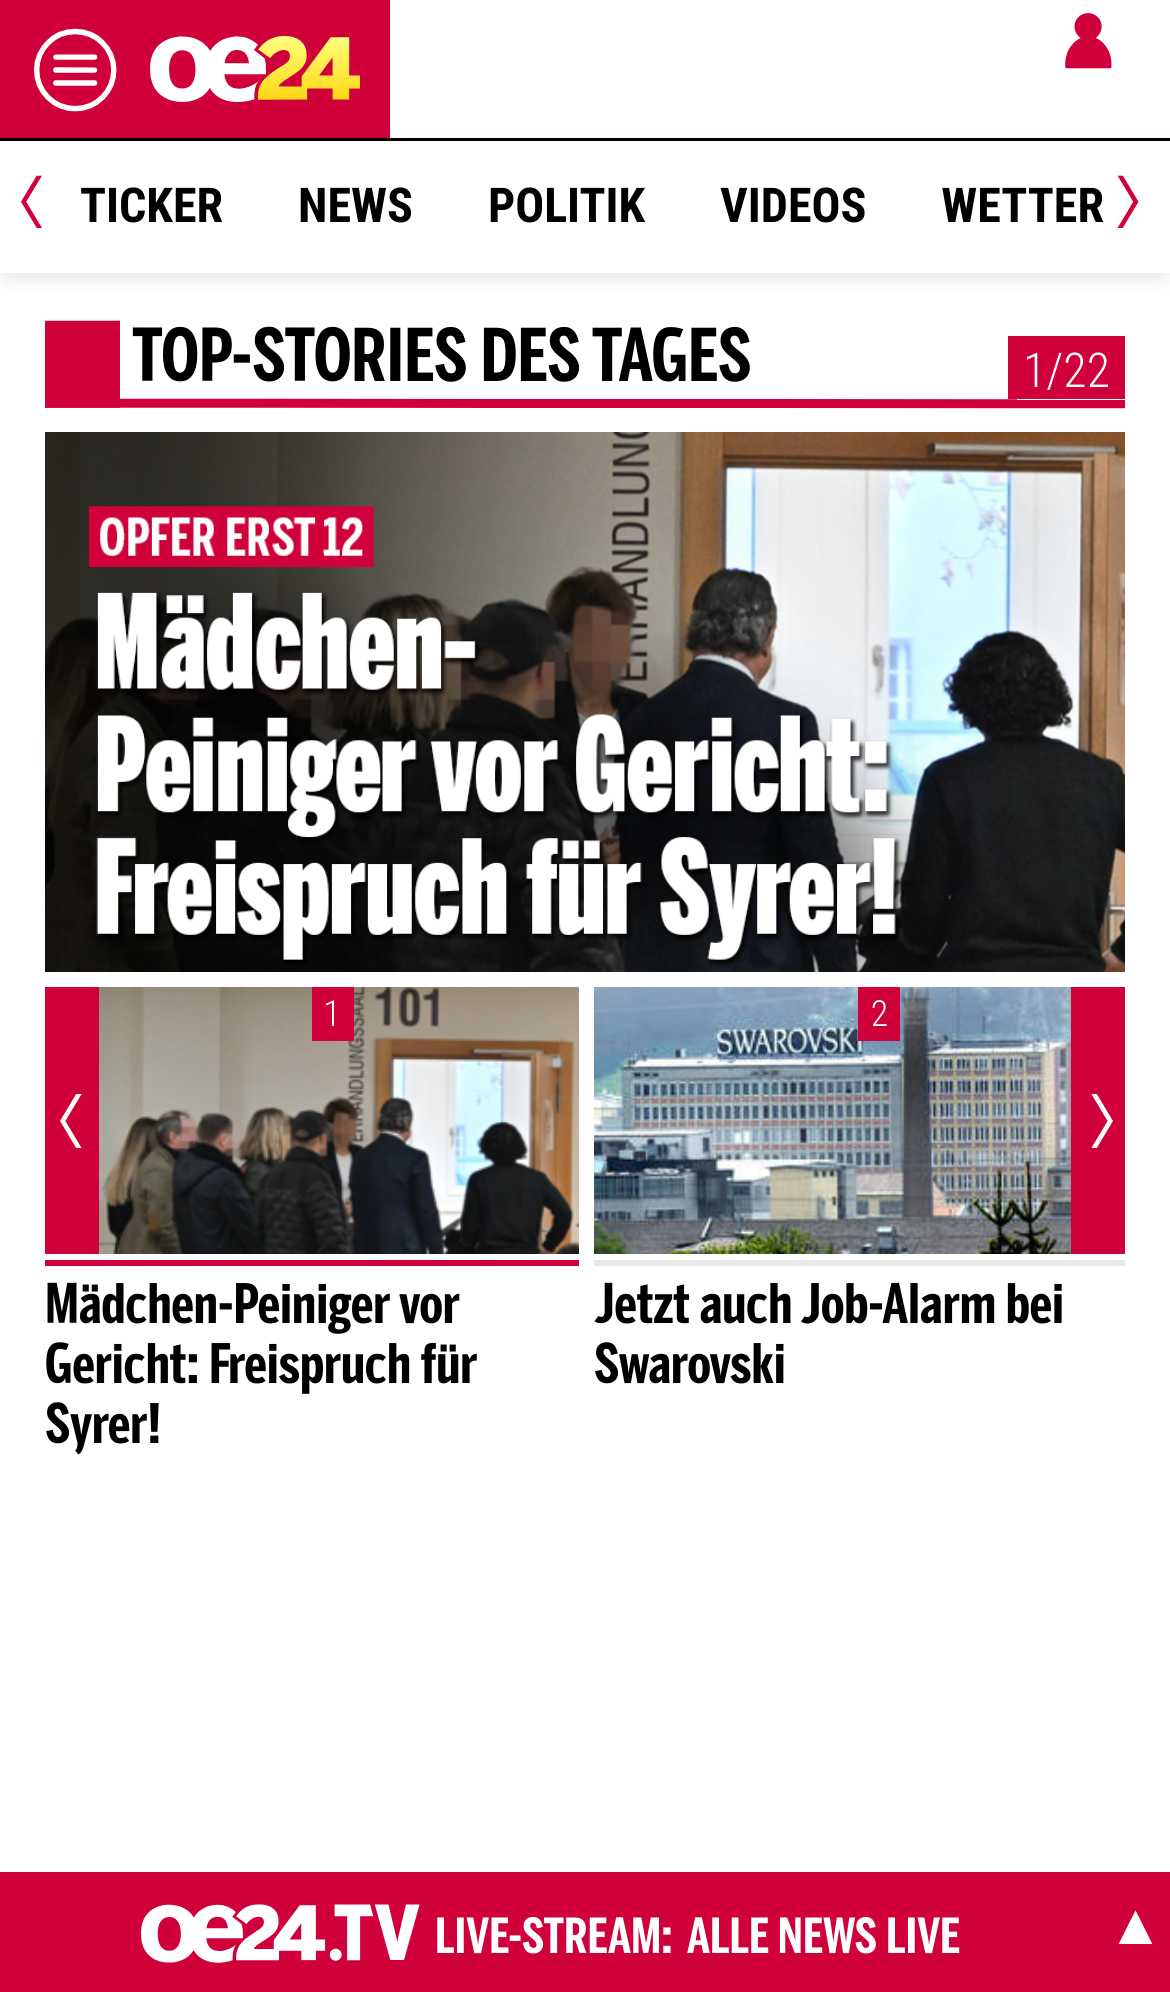 oe24
TICKER NEWS POLITIK VIDEOS WETTER
TOP-STORIES DES TAGES
1/22
VERHANDLUNG
OPFER ERST 12
Mädchen-
Peiniger vor Gericht:
Freispruch für Syrer!
1
101
VERHANDLUNGSSAAL
2
SWAROVSKI
Mädchen-Peiniger vor
Gericht: Freispruch für
Syrer!
Jetzt auch Job-Alarm bei
Swarovski
oe24.TV LIVE-STREAM: ALLE NEWS LIVE